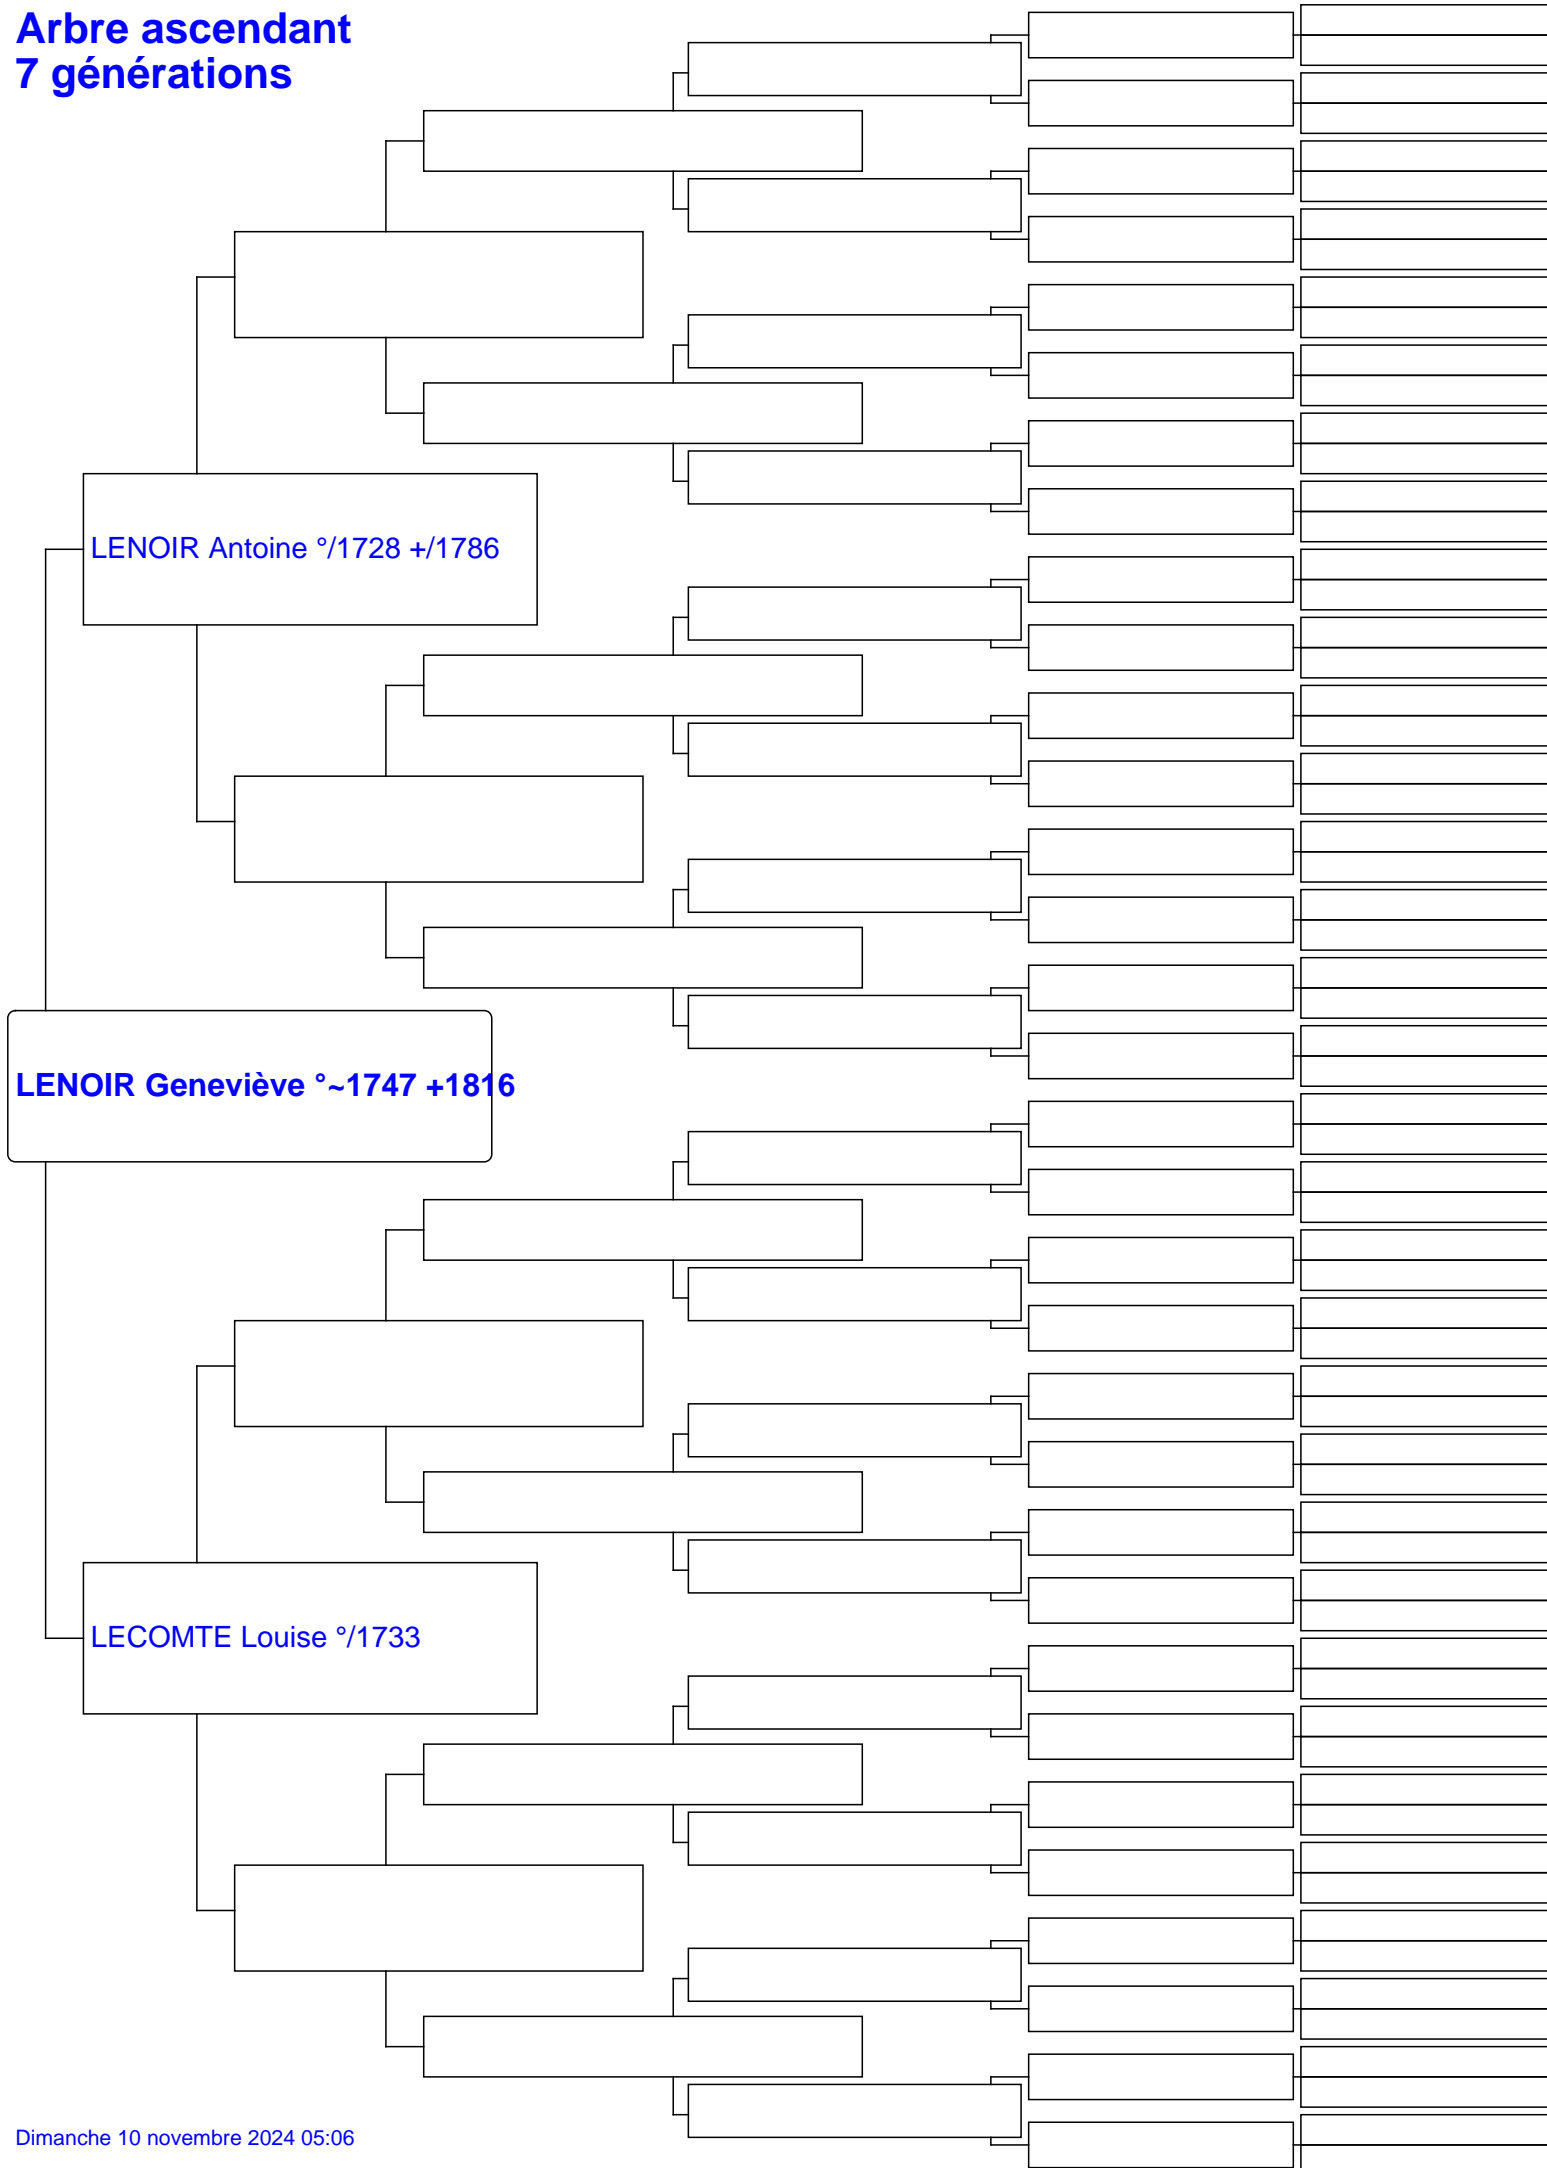 Arbre ascendant
7 générations
LENOIR Antoine °/1728 +/1786
LENOIR Geneviève °~1747 +1816
LECOMTE Louise °/1733
Dimanche 10 novembre 2024 05:06